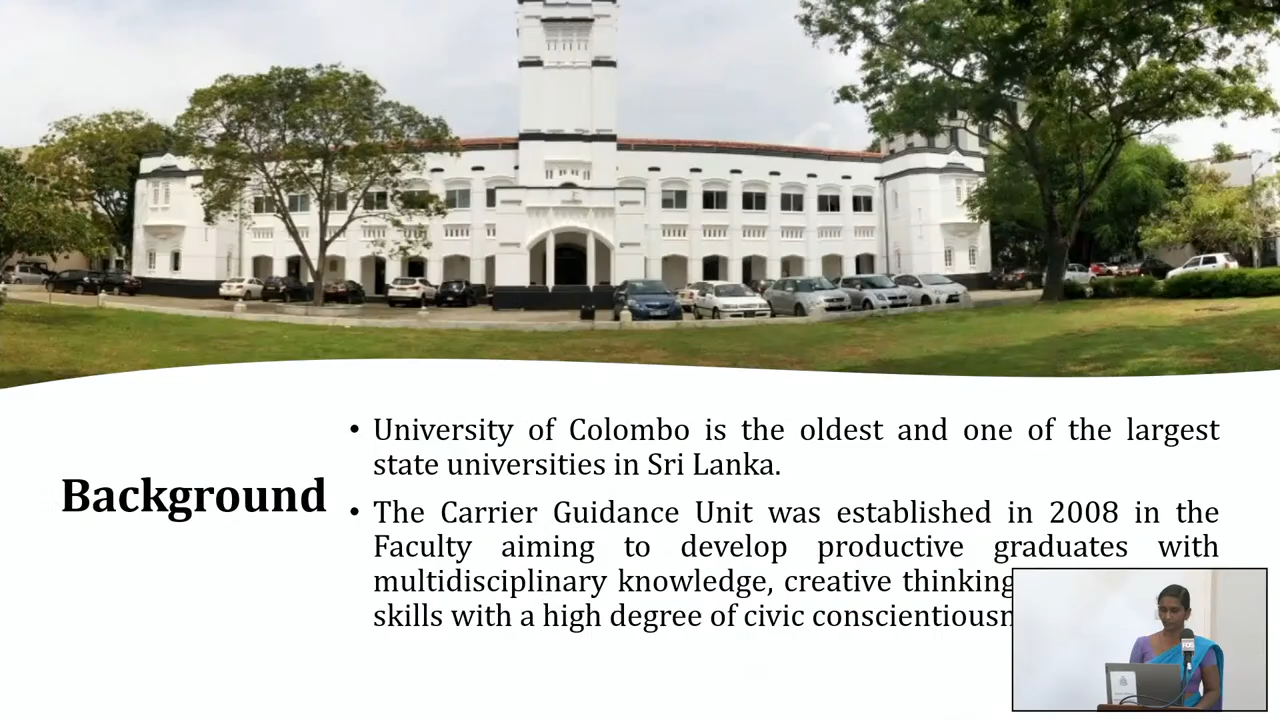 Background
• University of Colombo is the oldest and one of the largest
state universities in Sri Lanka.
• The Carrier Guidance Unit was established in 2008 in the
Faculty aiming to develop productive graduates with
multidisciplinary knowledge, creative thinking
skills with a high degree of civic